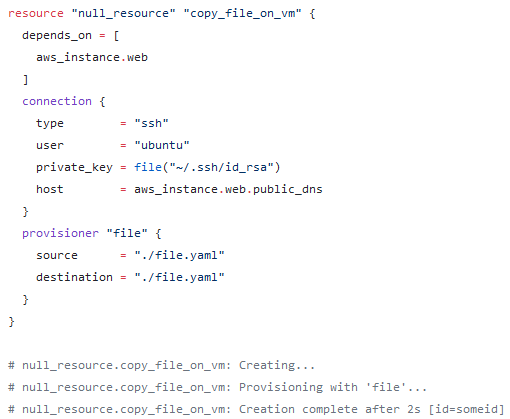 resource "null_resource" "copy_file_on_vm" {
  depends_on = [
    aws_instance.web
  ]
  connection {
    type        = "ssh"
    user        = "ubuntu"
    private_key = file("~/.ssh/id_rsa")
    host        = aws_instance.web.public_dns
  }
  provisioner "file" {
    source      = "./file.yaml"
    destination = "./file.yaml"
  }
}

# null_resource.copy_file_on_vm: Creating...
# null_resource.copy_file_on_vm: Provisioning with 'file'...
# null_resource.copy_file_on_vm: Creation complete after 2s [id=someid]